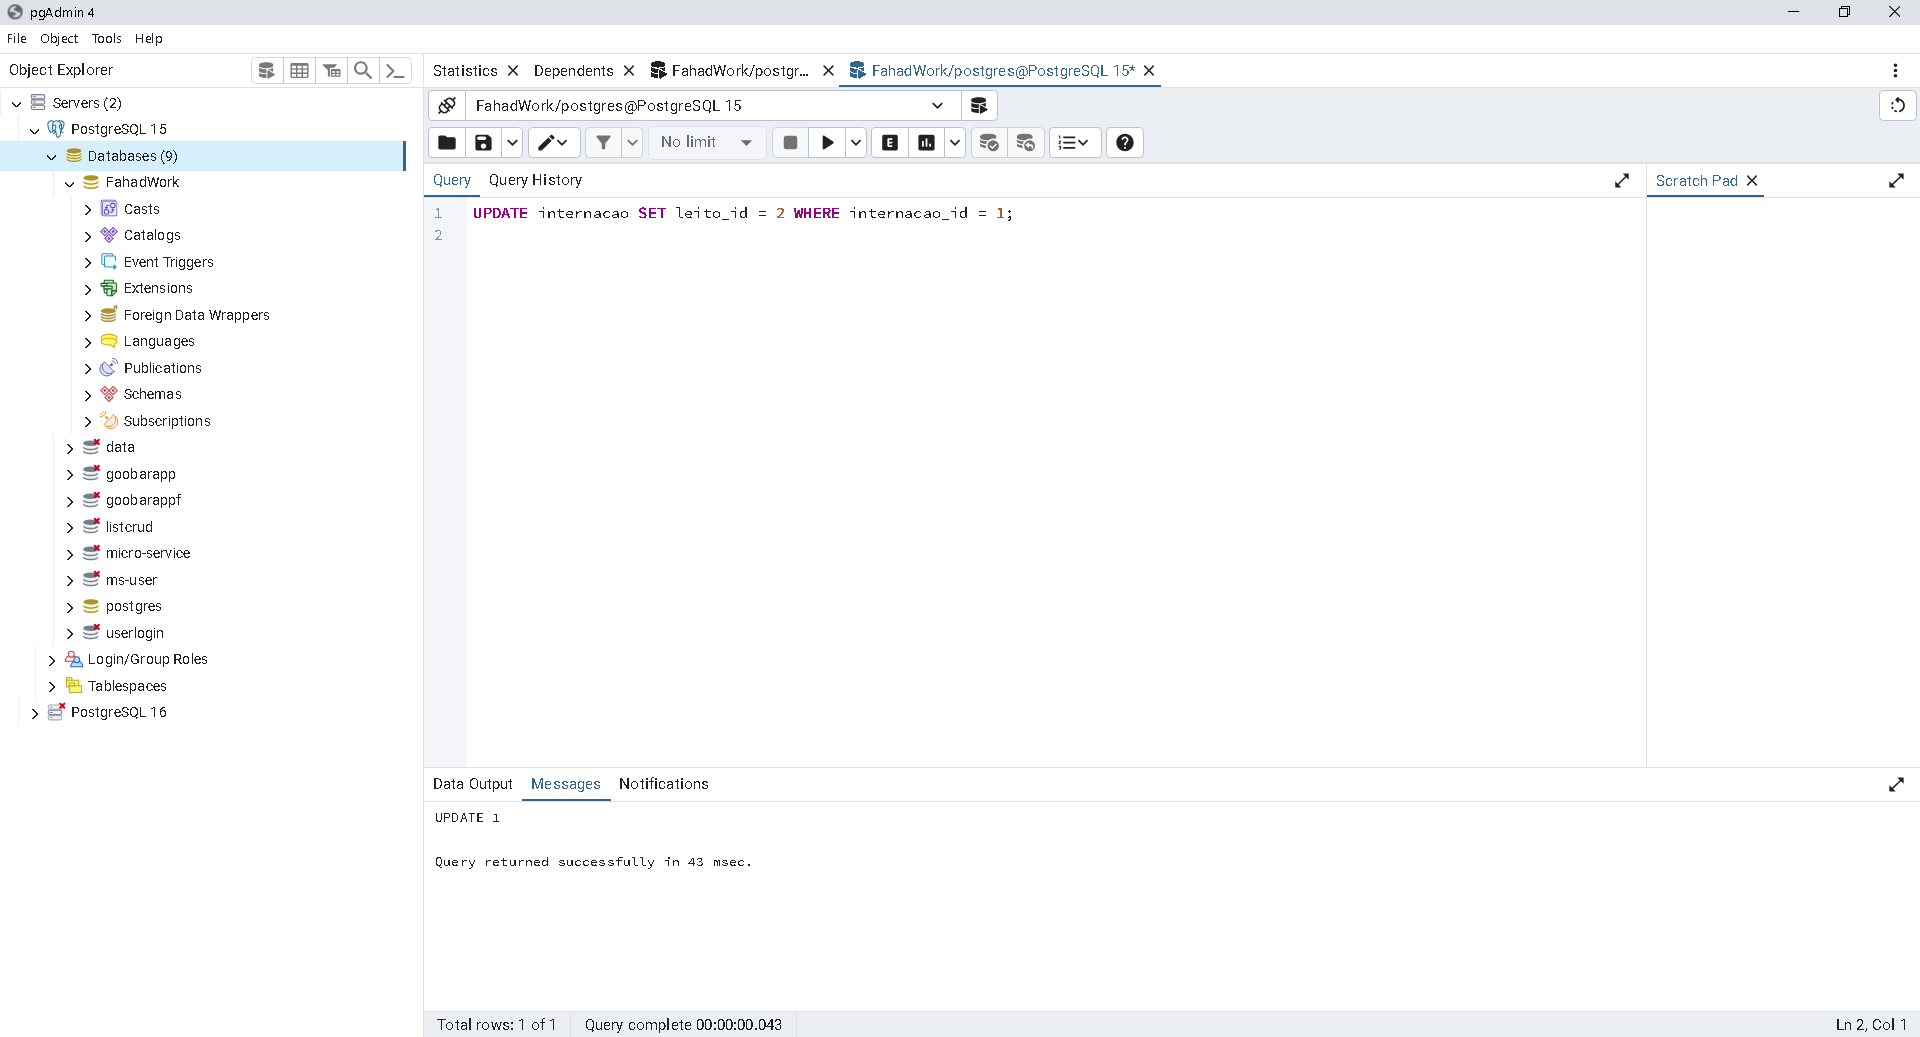 pgAdmin 4
File Object Tools Help
Object Explorer
Servers (2)
PostgreSQL 15
Databases (9)
FahadWork
Casts
Catalogs
Event Triggers
Extensions
Foreign Data Wrappers
Languages
Publications
Schemas
Subscriptions
data
goobarapp
goobarappf
listcrud
micro-service
ms-user
postgres
userlogin
Login/Group Roles
Tablespaces
PostgreSQL 16
Statistics Dependents FahadWork/postgr... FahadWork/postgres@PostgreSQL 15*
FahadWork/postgres@PostgreSQL 15
No limit E
Query Query History
1 UPDATE internacao SET leito_id = 2 WHERE internacao_id = 1;
2
Scratch Pad
Data Output Messages Notifications
UPDATE 1
Query returned successfully in 43 msec.
Total rows: 1 of 1 Query complete 00:00:00.043 Ln 2, Col 1